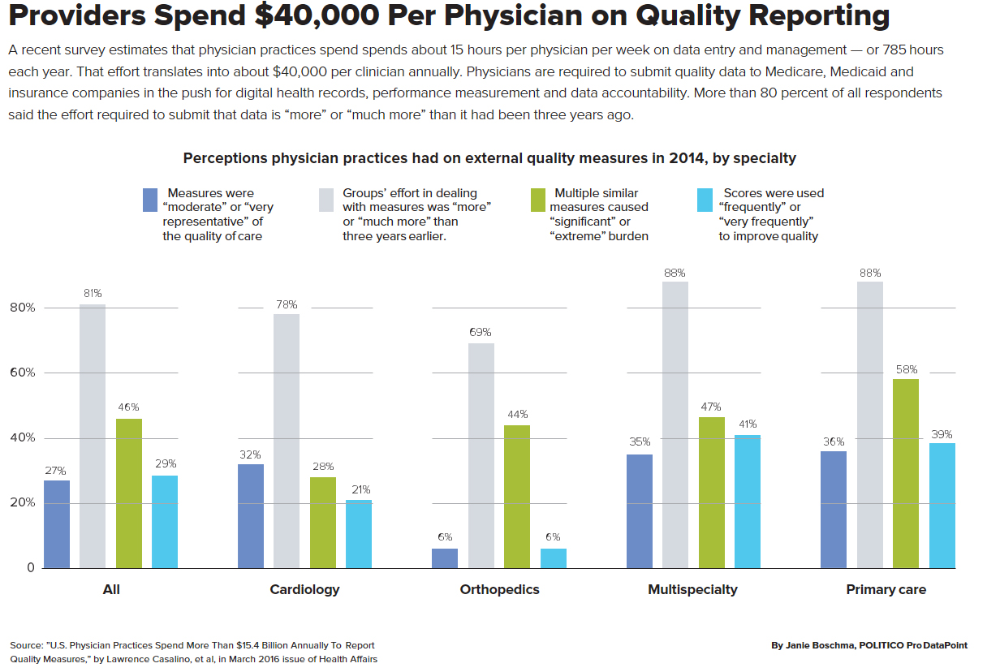 Providers Spend $40,000 Per Physician on Quality Reporting
A recent survey estimates that physician practices spend spends about 15 hours per physician per week on data entry and management — or 785 hours
each year. That effort translates into about $40,000 per clinician annually. Physicians are required to submit quality data to Medicare, Medicaid and
insurance companies in the push for digital health records, performance measurement and data accountability. More than 80 percent of all respondents
said the effort required to submit that data is “more” or “much more” than it had been three years ago.
Perceptions physician practices had on external quality measures in 2014, by specialty
Measures were
“moderate” or “very
representative” of
the quality of care
Groups’ effort in dealing
with measures was “more”
or “much more” than
three years earlier.
Multiple similar
measures caused
“significant” or
“extreme” burden
Scores were used
“frequently” or
“very frequently”
to improve quality
80%
60%
40%
20%
0
27%
81%
46%
29%
All
32%
78%
28%
21%
Cardiology
6%
69%
44%
6%
Orthopedics
35%
88%
47%
41%
Multispecialty
36%
88%
58%
39%
Primary care
Source: ”U.S. Physician Practices Spend More Than $15.4 Billion Annually To Report
Quality Measures,” by Lawrence Casalino, et al, in March 2016 issue of Health Affairs
By Janie Boschma, POLITICO Pro DataPoint